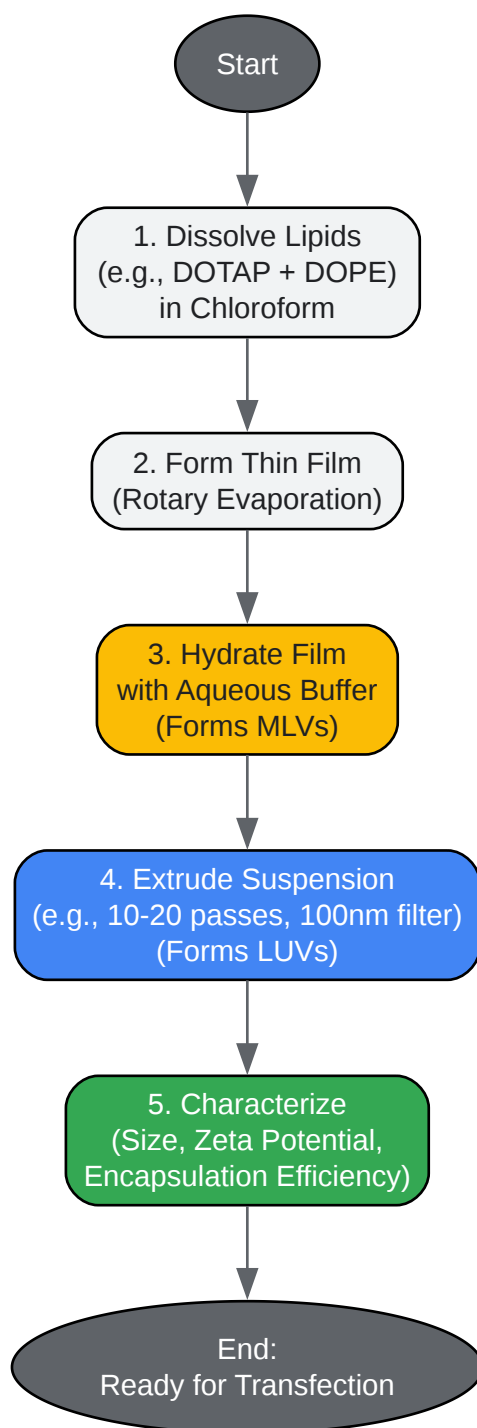 Start
1. Dissolve Lipids
(e.g., DOTAP + DOPE)
in Chloroform
2. Form Thin Film
(Rotary Evaporation)
3. Hydrate Film
with Aqueous Buffer
(Forms MLVs)
4. Extrude Suspension
(e.g., 10-20 passes, 100nm filter)
(Forms LUVs)
5. Characterize
(Size, Zeta Potential,
Encapsulation Efficiency)
End:
Ready for Transfection